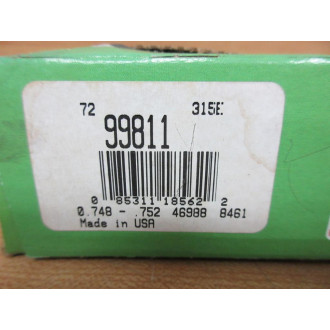 72 315E
99811
0 85311 18562 2
0.748 - .752 46988 8461
Made in USA